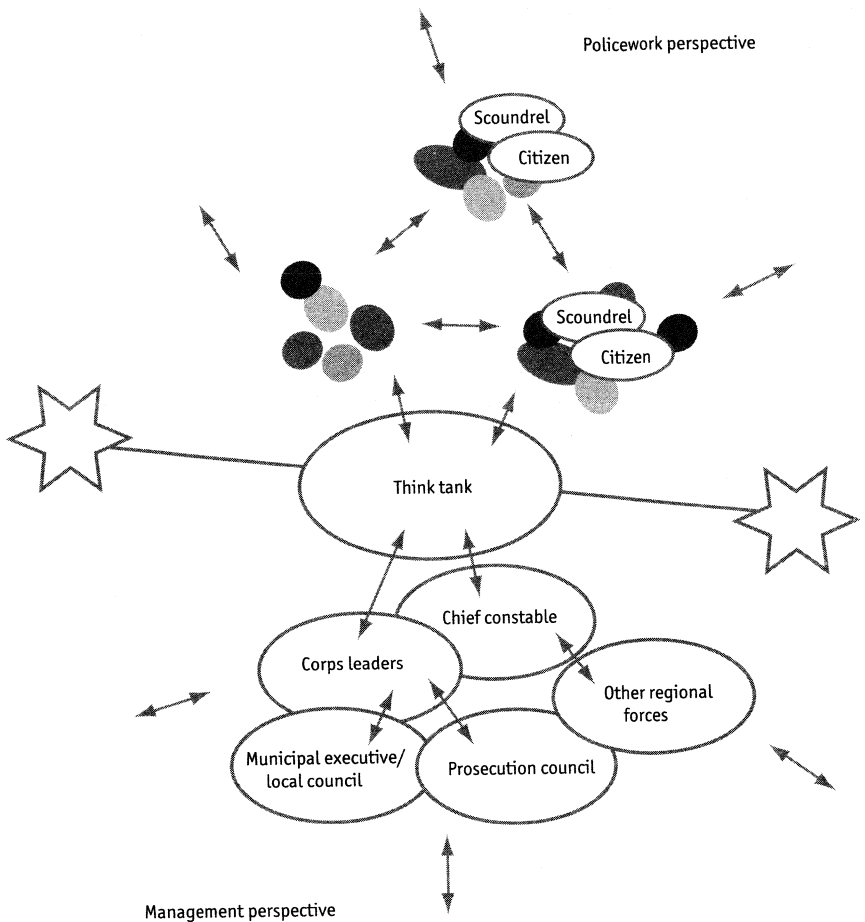 Policework perspective
Scoundrel
Citizen
Scoundrel
Citizen
Think tank
Chief constable
Corps leaders
Other regional
forces
Municipal executive/
local council
Prosecution council
Management perspective